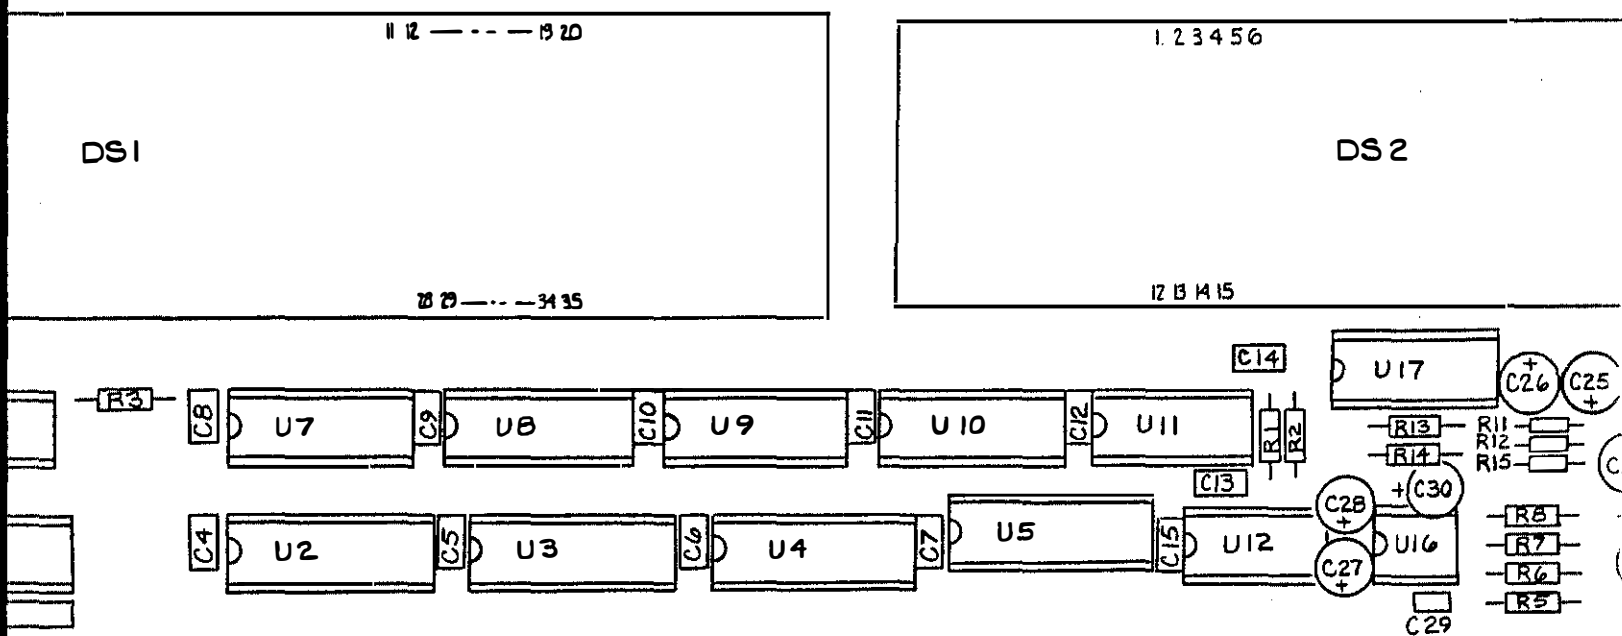 11 12 — - - — 19 20
1. 2 3 4 5 6
DS1
DS2
28 29 — - - — 34 35
12 13 14 15
C14
U17
C26
+
C25
+
R3
C8
U7
C9
U8
C10
U9
C11
U10
C12
U11
R1
R2
R13
R11
R12
R14
R15
C13
+
C30
C28
+
C4
U2
C5
U3
C6
U4
C7
U5
C15
U12
C27
+
U16
R8
R7
R6
R5
C29